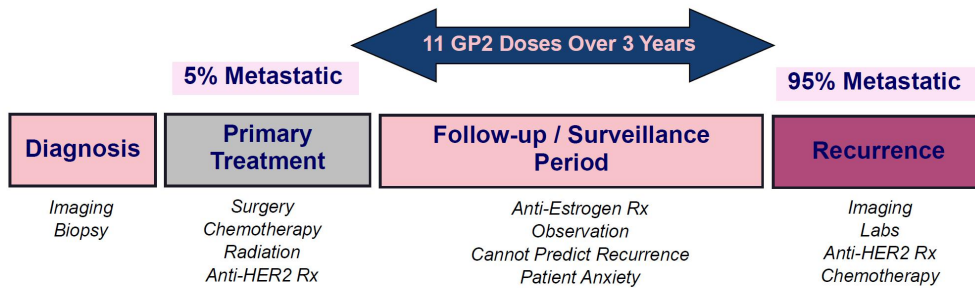 11 GP2 Doses Over 3 Years
5% Metastatic
95% Metastatic
Diagnosis
Primary
Treatment
Follow-up / Surveillance
Period
Recurrence
Imaging
Biopsy
Surgery
Chemotherapy
Radiation
Anti-HER2 Rx
Anti-Estrogen Rx
Observation
Cannot Predict Recurrence
Patient Anxiety
Imaging
Labs
Anti-HER2 Rx
Chemotherapy